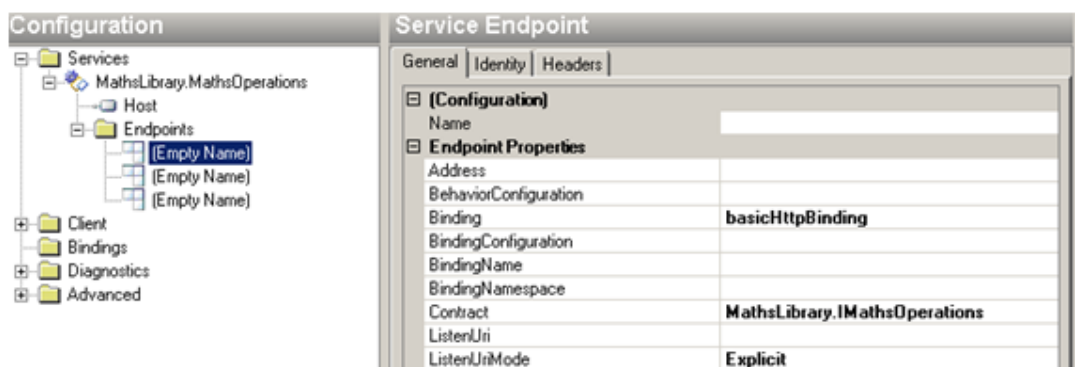 Configuration
Services
MathsLibrary.MathsOperations
Host
Endpoints
(Empty Name)
(Empty Name)
(Empty Name)
Client
Bindings
Diagnostics
Advanced
Service Endpoint
General Identity Headers
(Configuration)
Name
Endpoint Properties
Address
BehaviorConfiguration
Binding basicHttpBinding
BindingConfiguration
BindingName
BindingNamespace
Contract MathsLibrary.IMathsOperations
ListenUri
ListenUriMode Explicit